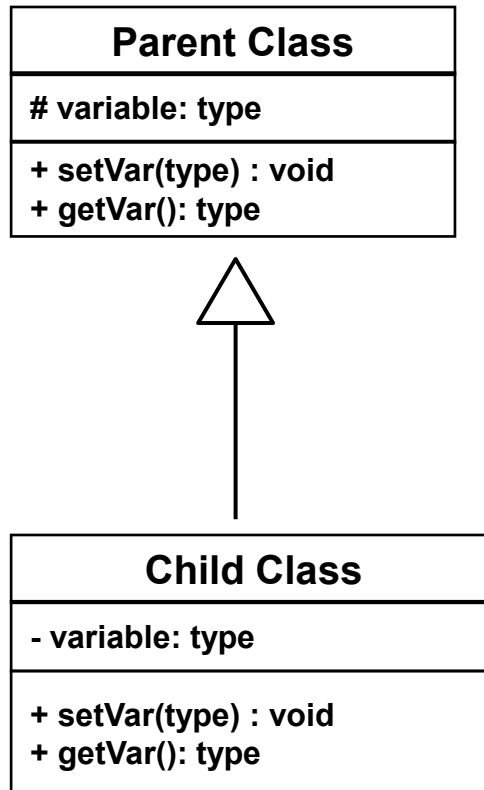 Parent Class
# variable: type
+ setVar(type) : void
+ getVar(): type
Child Class
- variable: type
+ setVar(type) : void
+ getVar(): type